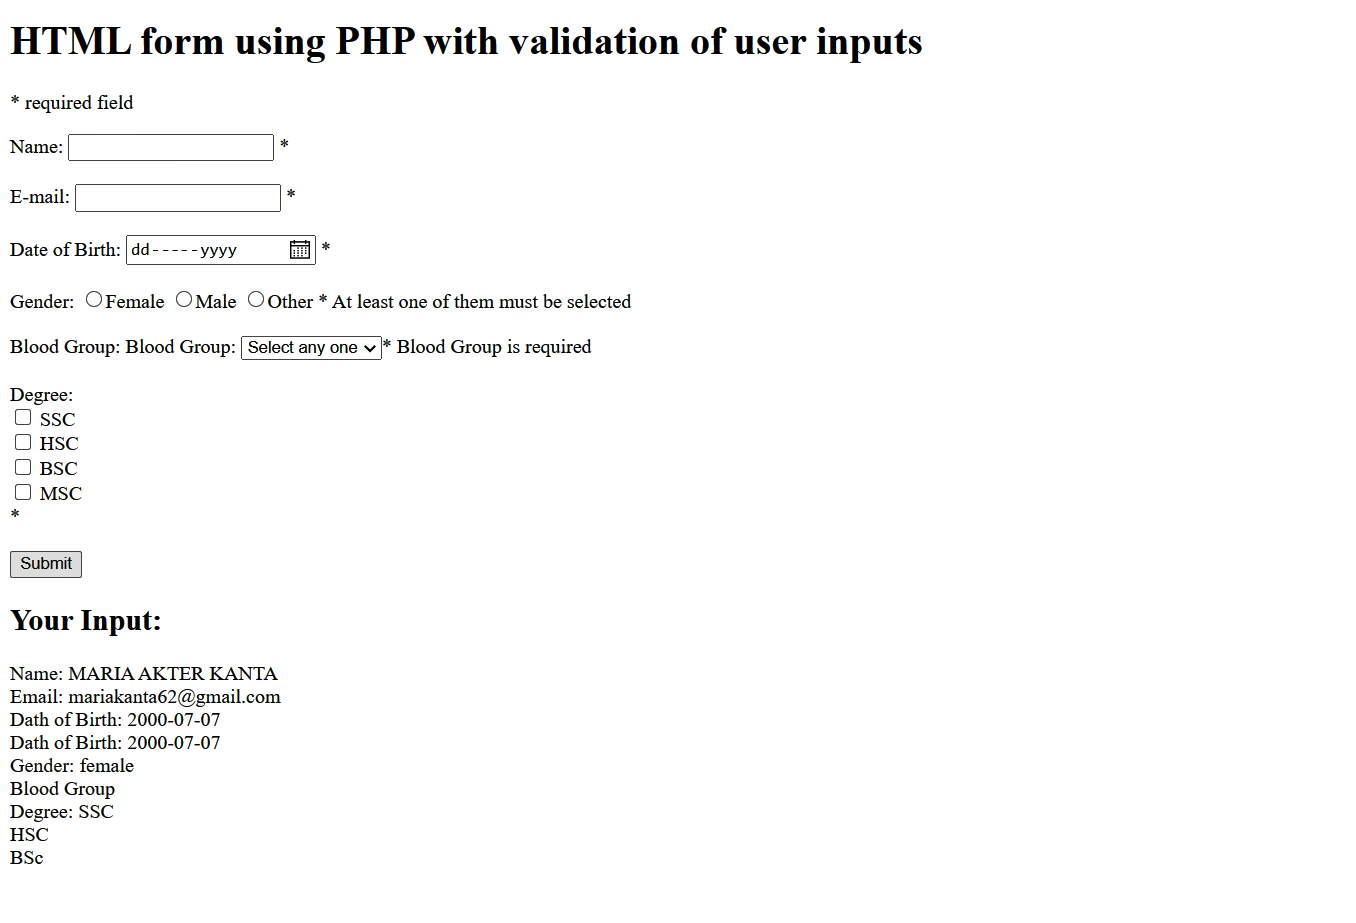 HTML form using PHP with validation of user inputs
* required field
Name: *
E-mail: *
Date of Birth: dd-----yyyy *
Gender: Female Male Other * At least one of them must be selected
Blood Group: Blood Group: Select any one * Blood Group is required
Degree:
SSC
HSC
BSC
MSC
*
Submit
Your Input:
Name: MARIA AKTER KANTA
Email: mariakanta62@gmail.com
Dath of Birth: 2000-07-07
Dath of Birth: 2000-07-07
Gender: female
Blood Group
Degree: SSC
HSC
BSc